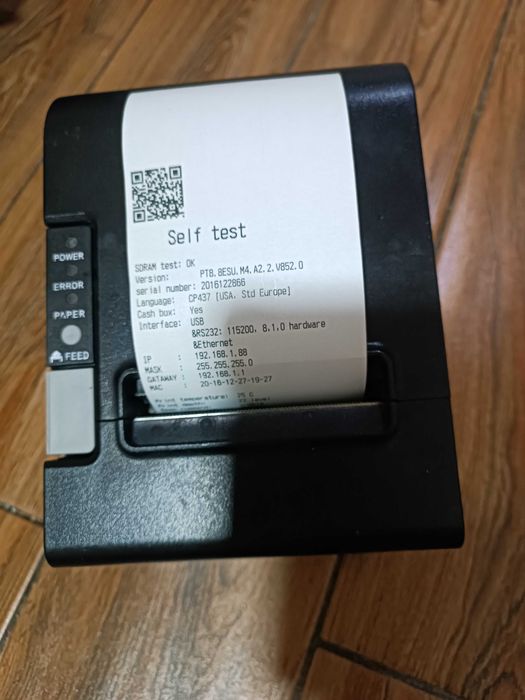 Self test
SDRAM test: OK
Version: PT8.8ESU.M4.A2.2.V852.0
serial number: 2016122866
Language: CP437 [USA, Std Europe]
Cash box: Yes
Interface: USB
&RS232: 115200, 8,1,0 hardware
&Ethernet
IP : 192.168.1.88
MASK : 255.255.255.0
GATAWAY : 192.168.1.1
MAC : 20-16-12-27-19-27
Print temperature: 25 C
POWER
ERROR
PAPER
FEED